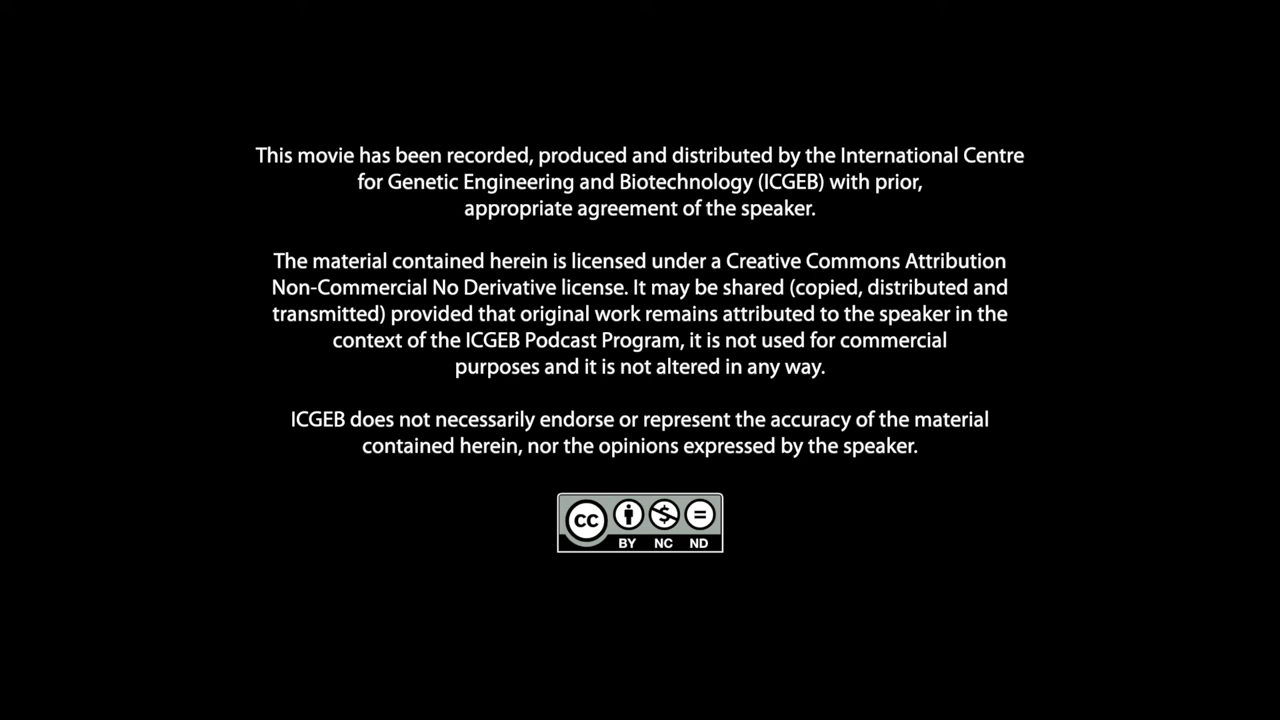 This movie has been recorded, produced and distributed by the International Centre
for Genetic Engineering and Biotechnology (ICGEB) with prior,
appropriate agreement of the speaker.
The material contained herein is licensed under a Creative Commons Attribution
Non-Commercial No Derivative license. It may be shared (copied, distributed and
transmitted) provided that original work remains attributed to the speaker in the
context of the ICGEB Podcast Program, it is not used for commercial
purposes and it is not altered in any way.
ICGEB does not necessarily endorse or represent the accuracy of the material
contained herein, nor the opinions expressed by the speaker.
cc
BY NC ND